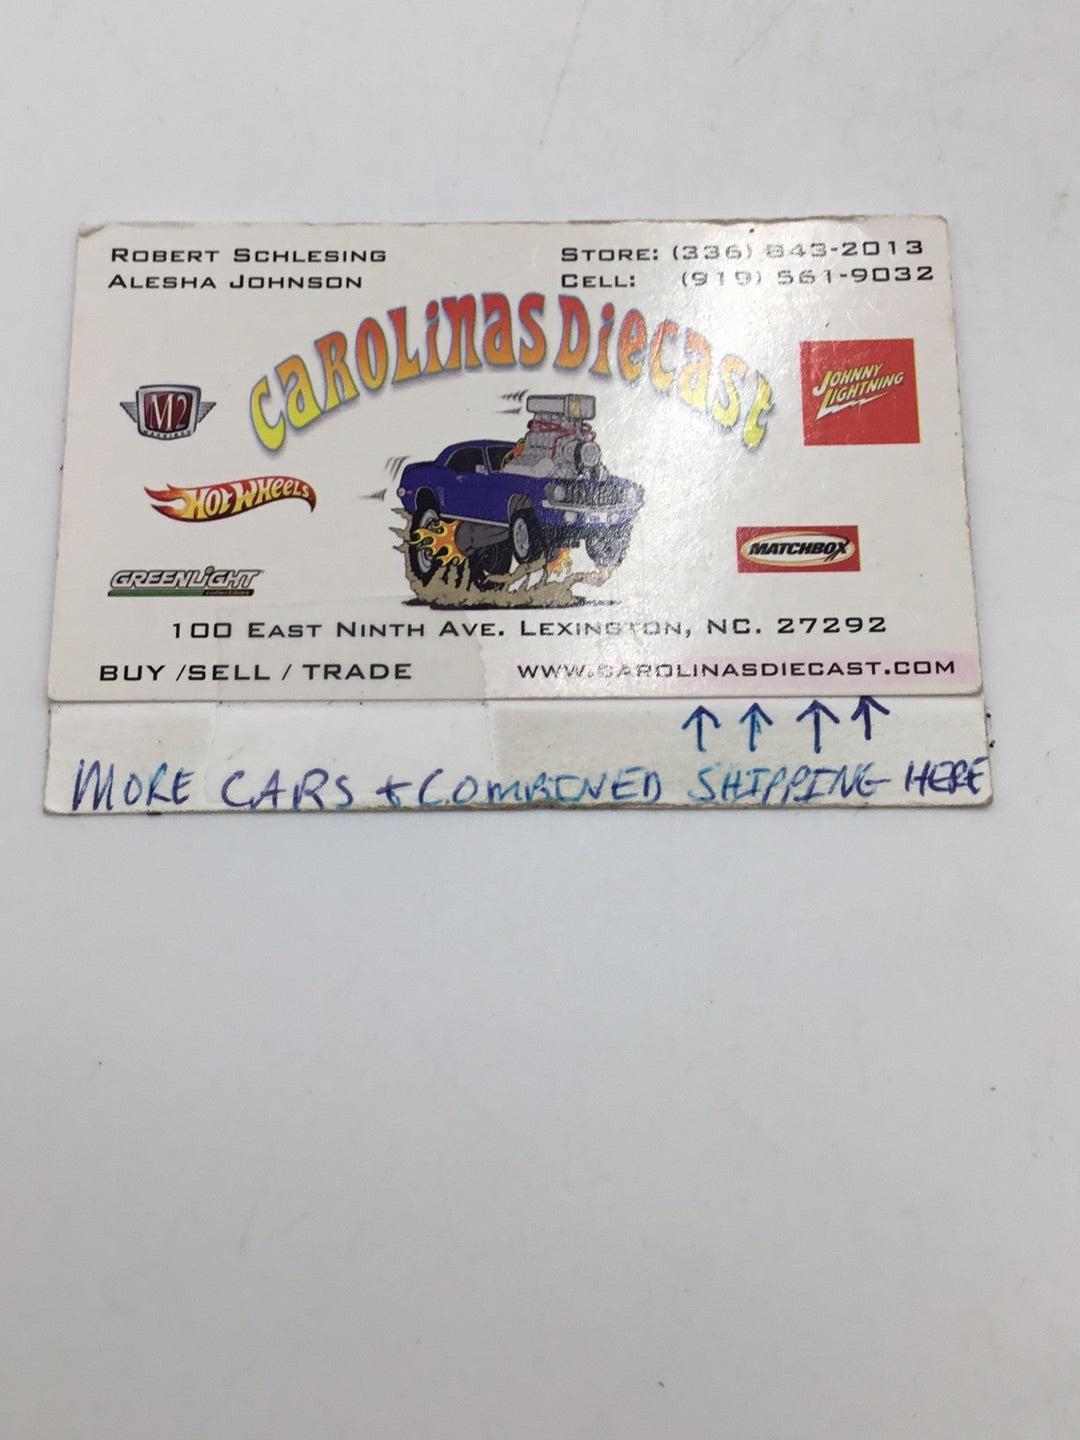 ROBERT SCHLESING
ALESHA JOHNSON
STORE: (336) 843-2013
CELL: (919) 561-9032
CAROLINAS DIECAST
M2
MACHINES
JOHNNY
LIGHTNING
HOT WHEELS
MATCHBOX
GREENLIGHT
collectibles
100 EAST NINTH AVE. LEXINGTON, NC. 27292
BUY /SELL / TRADE
WWW.CAROLINASDIECAST.COM
MORE CARS + COMBINED SHIPPING HERE